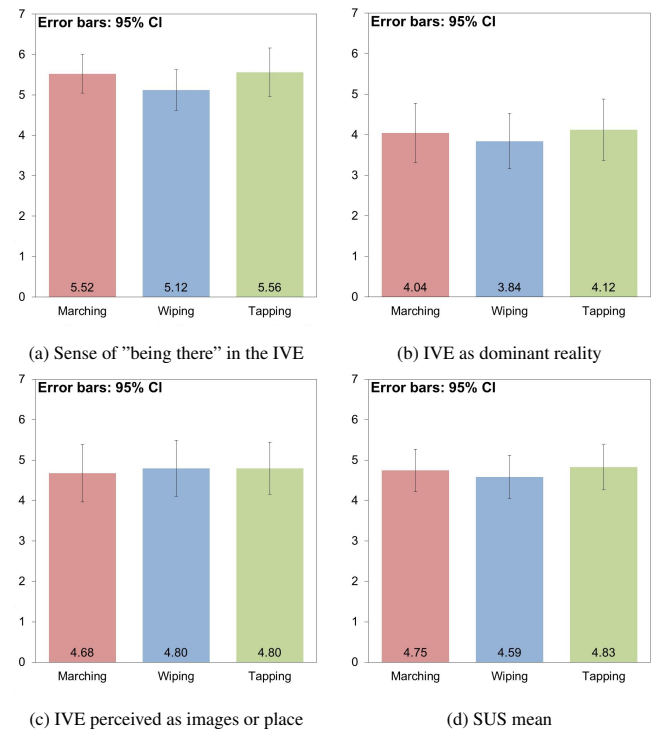 Error bars: 95% CI
7
6
5
4
3
2
1
0
5.52 5.12 5.56
Marching Wiping Tapping
(a) Sense of ”being there” in the IVE
Error bars: 95% CI
7
6
5
4
3
2
1
0
4.04 3.84 4.12
Marching Wiping Tapping
(b) IVE as dominant reality
Error bars: 95% CI
7
6
5
4
3
2
1
0
4.68 4.80 4.80
Marching Wiping Tapping
(c) IVE perceived as images or place
Error bars: 95% CI
7
6
5
4
3
2
1
0
4.75 4.59 4.83
Marching Wiping Tapping
(d) SUS mean